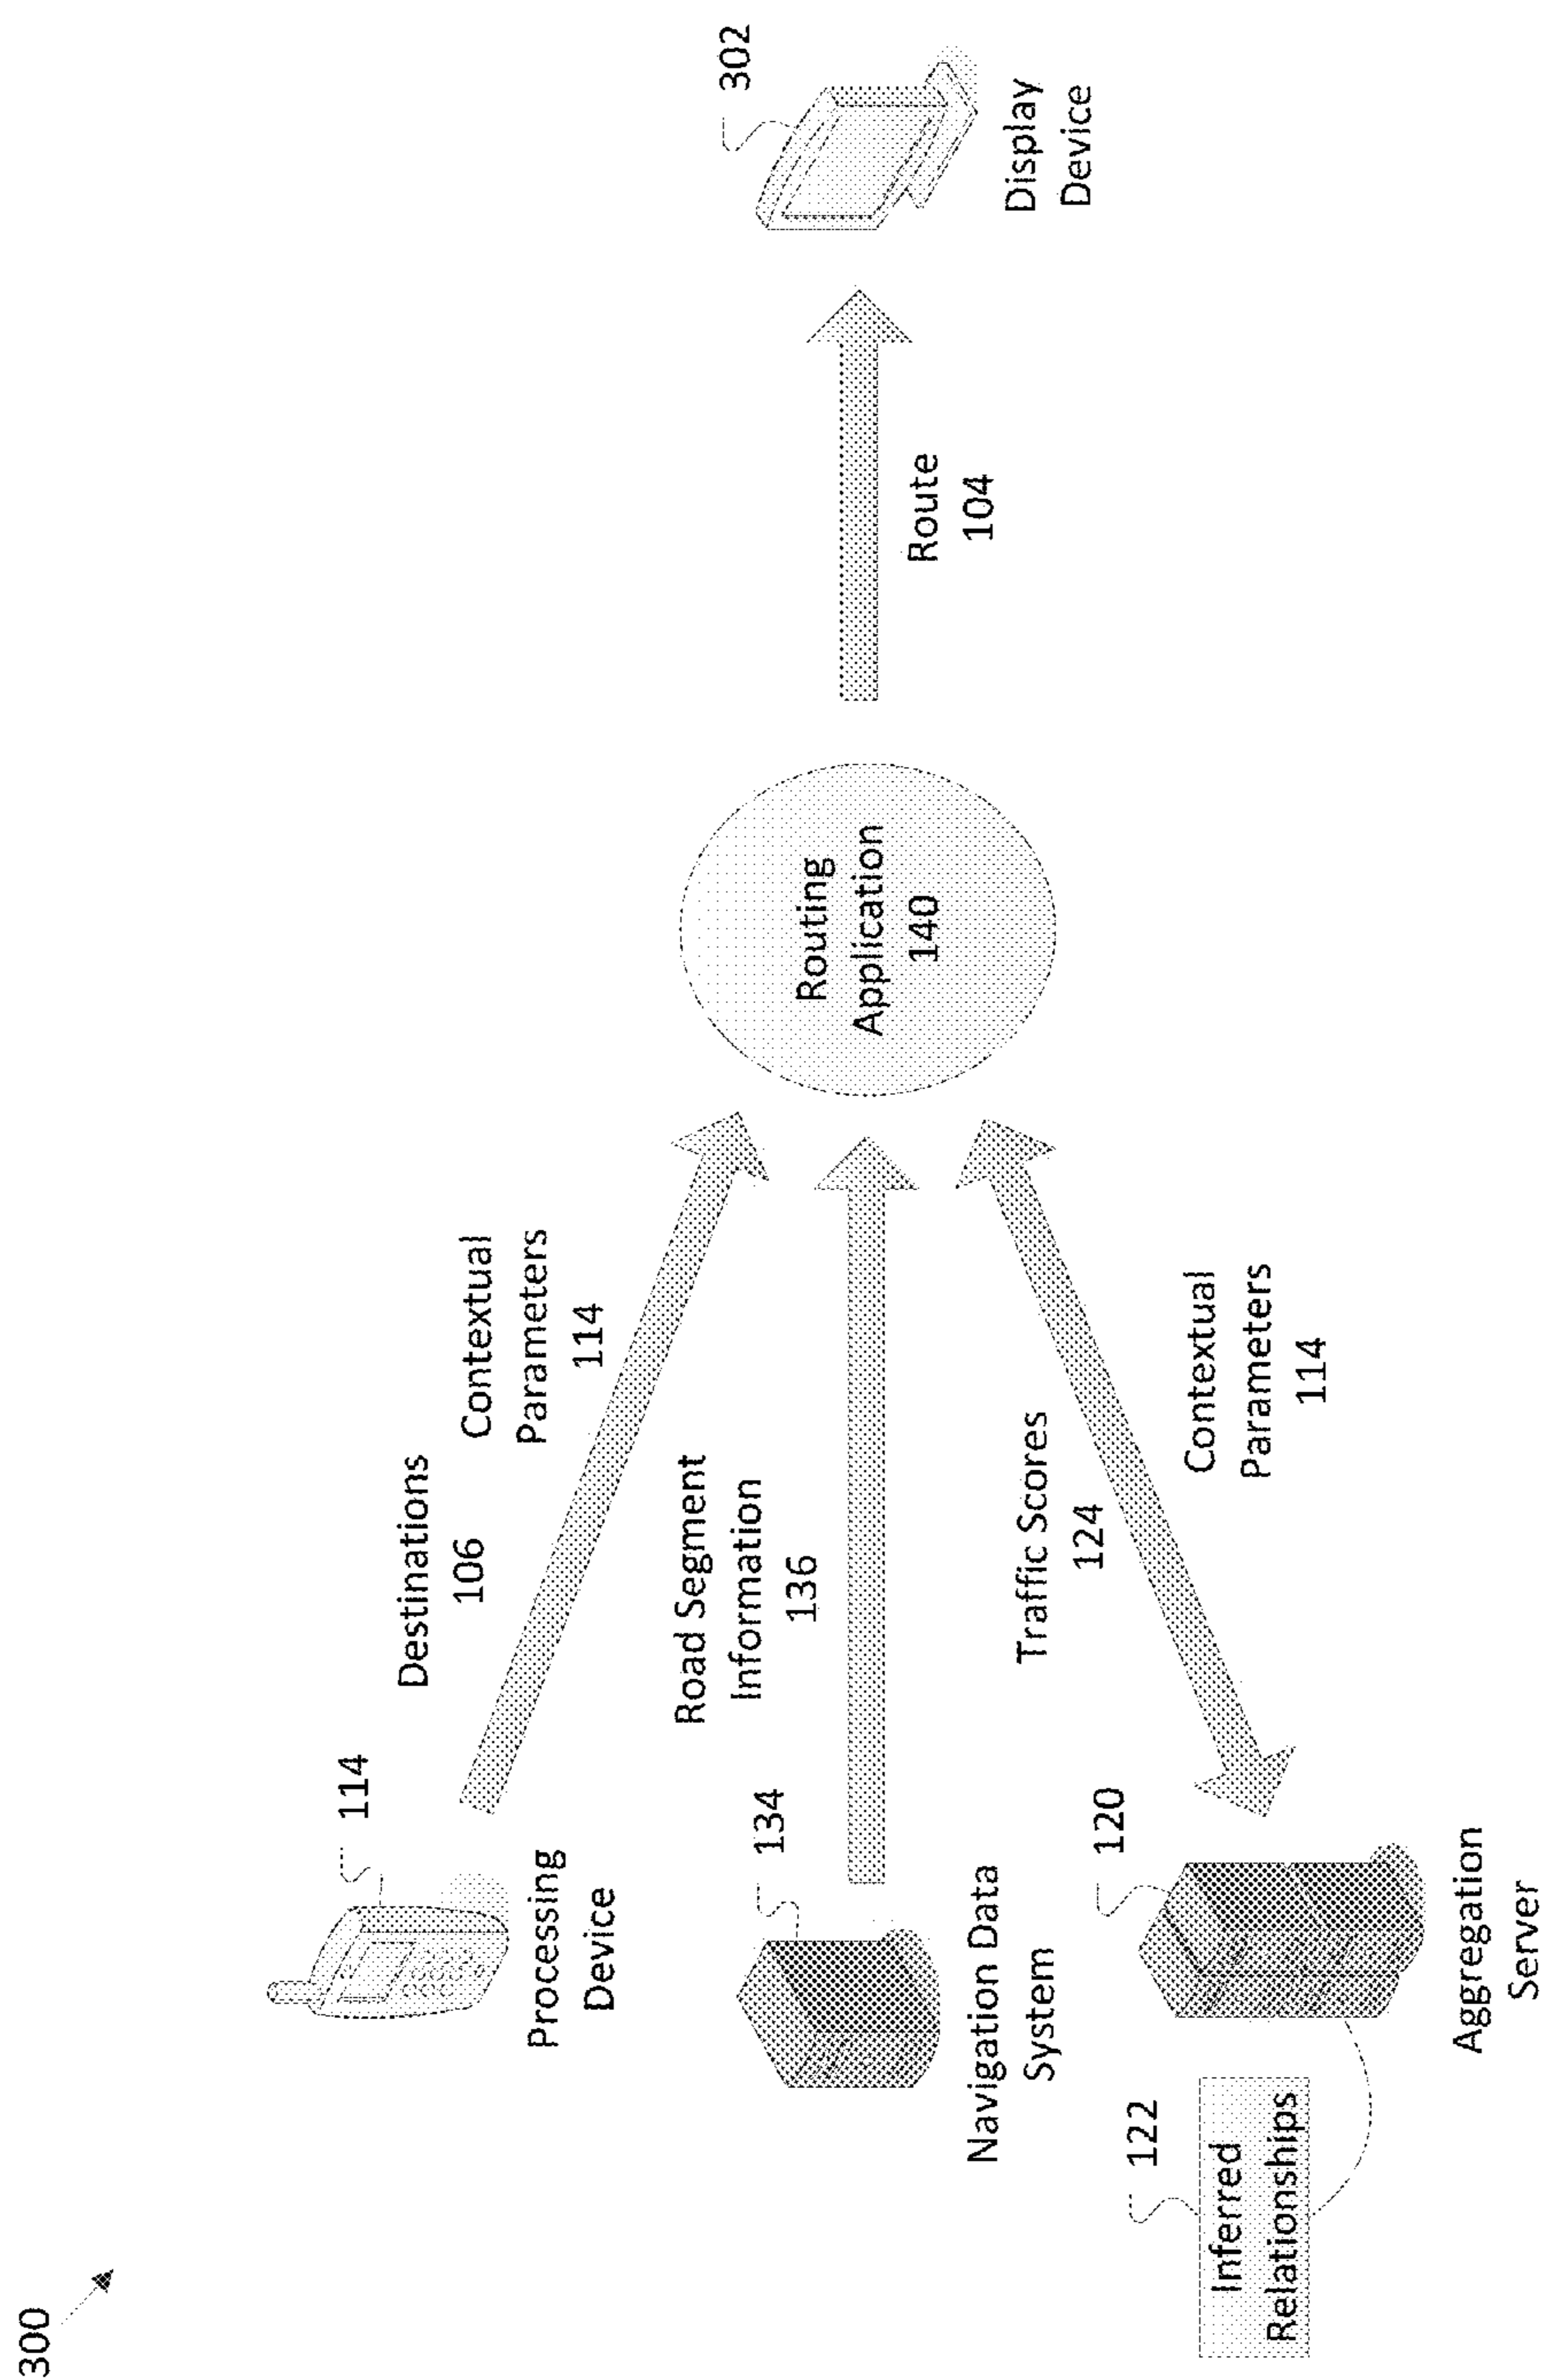 300
114
Processing
Device
Destinations
106
Contextual
Parameters
114
134
Navigation Data
System
Road Segment
Information
136
122
Inferred
Relationships
120
Aggregation
Server
Traffic Scores
124
Contextual
Parameters
114
Routing
Application
140
Route
104
302
Display
Device